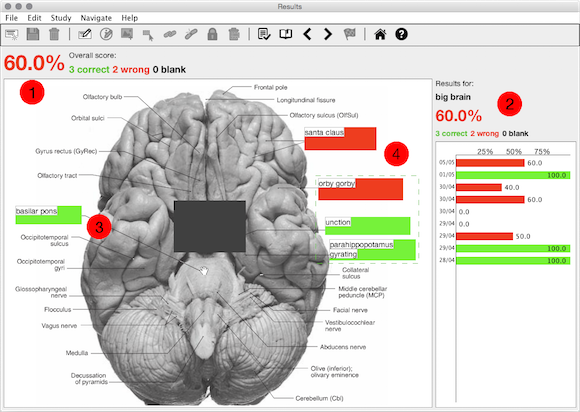 Results
File Edit Study Navigate Help
60.0%
Overall score:
3 correct 2 wrong 0 blank
1
Frontal pole
Olfactory bulb
Longitundinal fissure
Orbital sulci
Olfactory sulcus (OlfSul)
santa claus
Gyrus rectus (GyRec)
4
Olfactory tract
orby gorby
basilar pons
3
unction
Occipitotemporal
sulcus
parahippopotamus
gyrating
Occipitotemporal
gyri
Collateral
sulcus
Glossopharyngeal
nerve
Middle cerebellar
peduncle (MCP)
Flocculus
Facial nerve
Vagus nerve
Vestibulocochlear
nerve
Medulla
Abducens nerve
Decussation
of pyramids
Olive (inferior);
olivary eminence
Cerebellum (Cbl)
Results for:
big brain
2
60.0%
3 correct 2 wrong 0 blank
25% 50% 75%
05/05 60.0
01/05 100.0
30/04 40.0
30/04 60.0
30/04 0.0
29/04 0.0
29/04 50.0
29/04 100.0
28/04 100.0